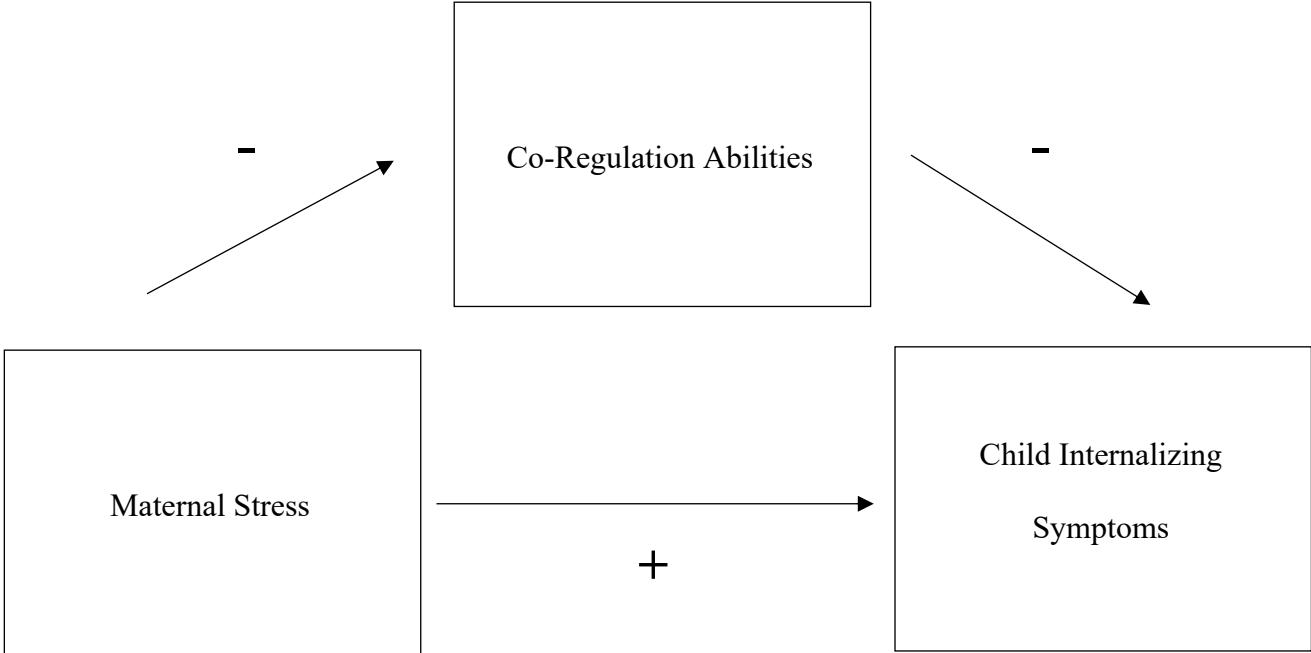 -
Co-Regulation Abilities
-
Maternal Stress
+
Child Internalizing
Symptoms